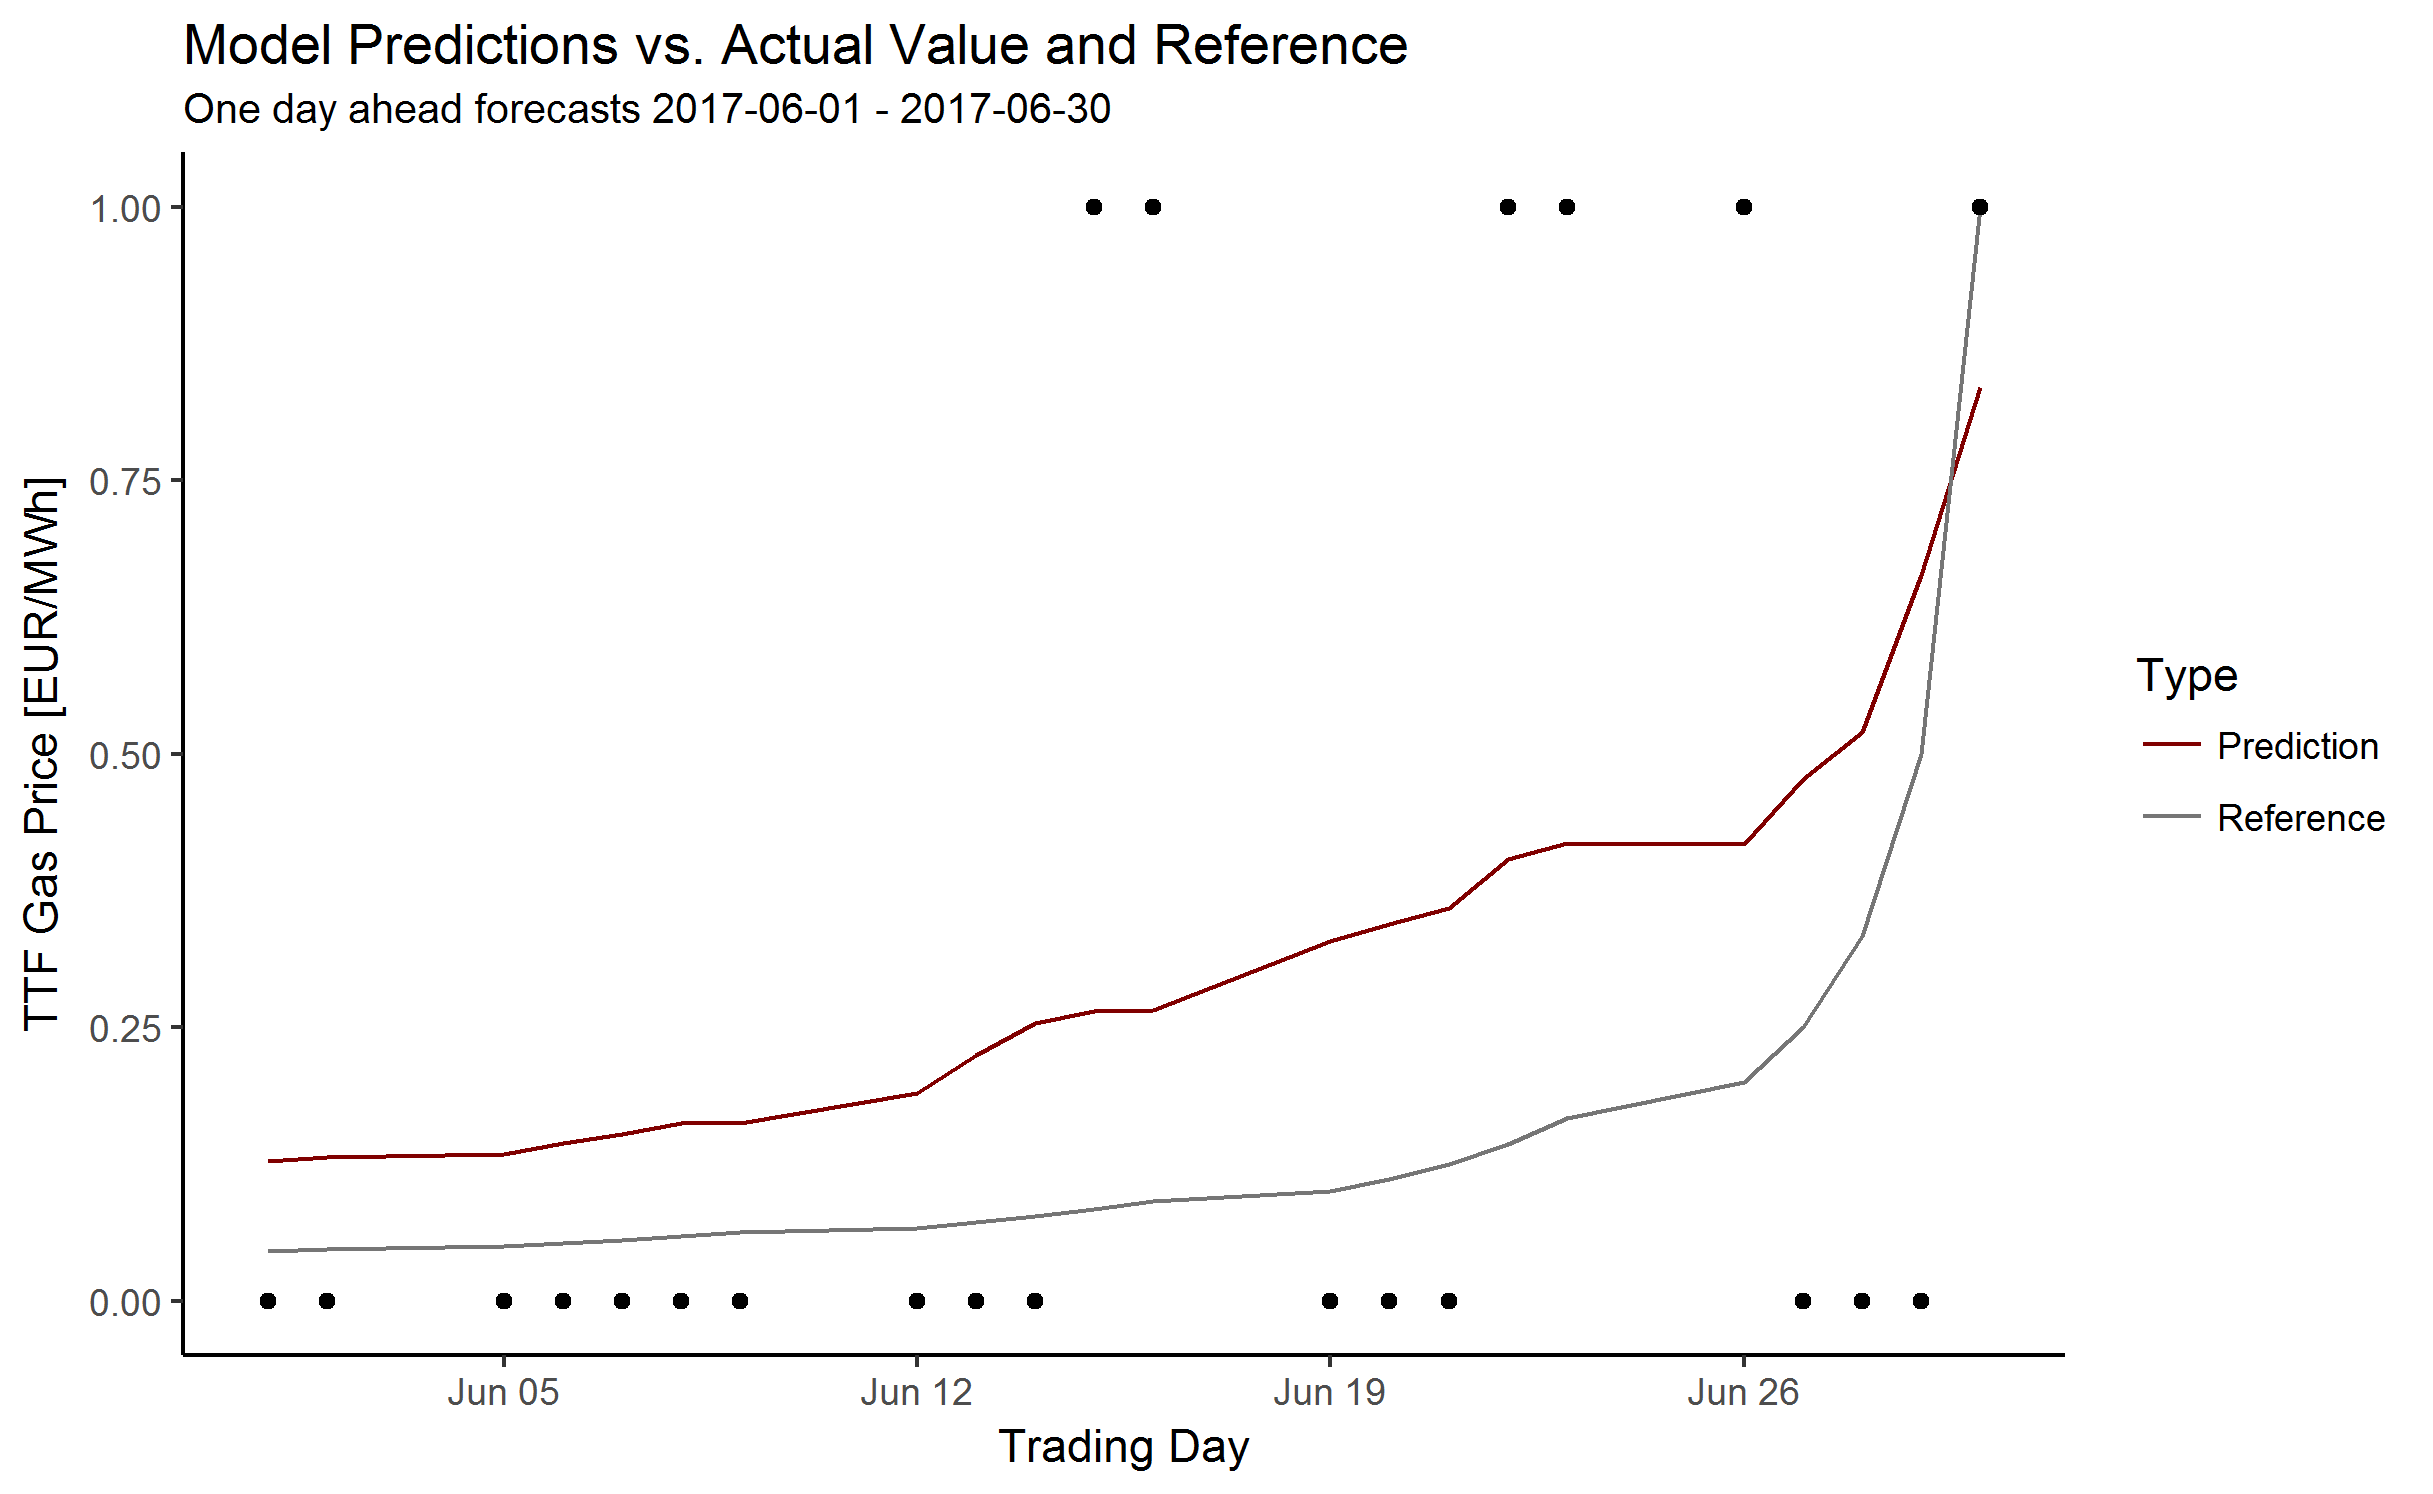 Model Predictions vs. Actual Value and Reference
One day ahead forecasts 2017-06-01 - 2017-06-30
TTF Gas Price [EUR/MWh]
1.00
0.75
0.50
0.25
0.00
Jun 05
Jun 12
Jun 19
Jun 26
Trading Day
Type
Prediction
Reference